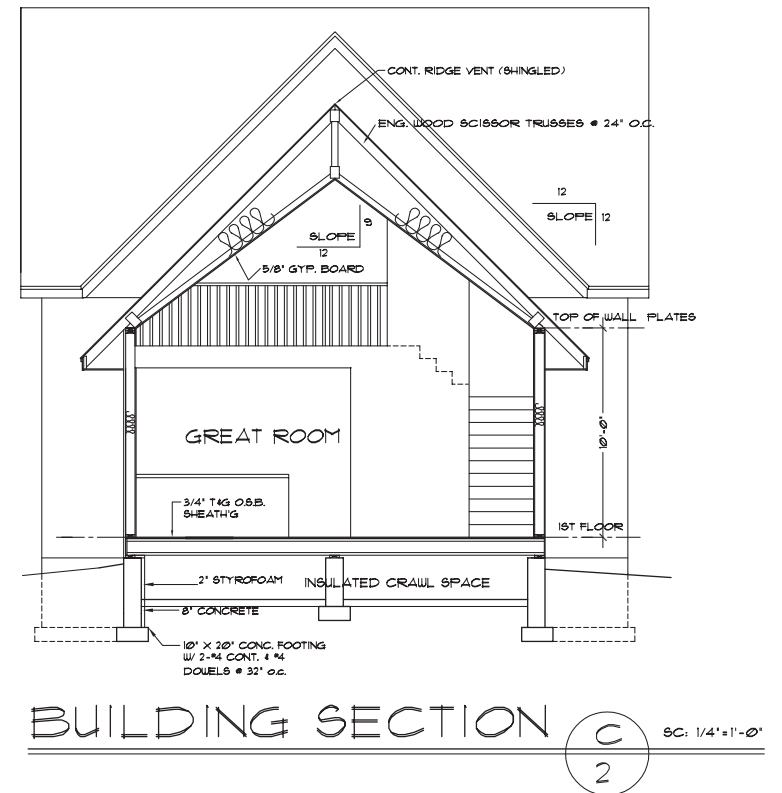 CONT. RIDGE VENT (SHINGLED)
ENG. WOOD SCISSOR TRUSSES @ 24" O.C.
12
SLOPE 12
9
SLOPE
12
5/8" GYP. BOARD
TOP OF WALL PLATES
GREAT ROOM
10'-0"
3/4" T&G O.S.B.
SHEATH'G
1ST FLOOR
2" STYROFOAM
INSULATED CRAWL SPACE
8" CONCRETE
10" X 20" CONC. FOOTING
W/ 2-#4 CONT. & #4
DOWELS @ 32" o.c.
BUILDING SECTION
C
2
SC: 1/4"=1'-0"